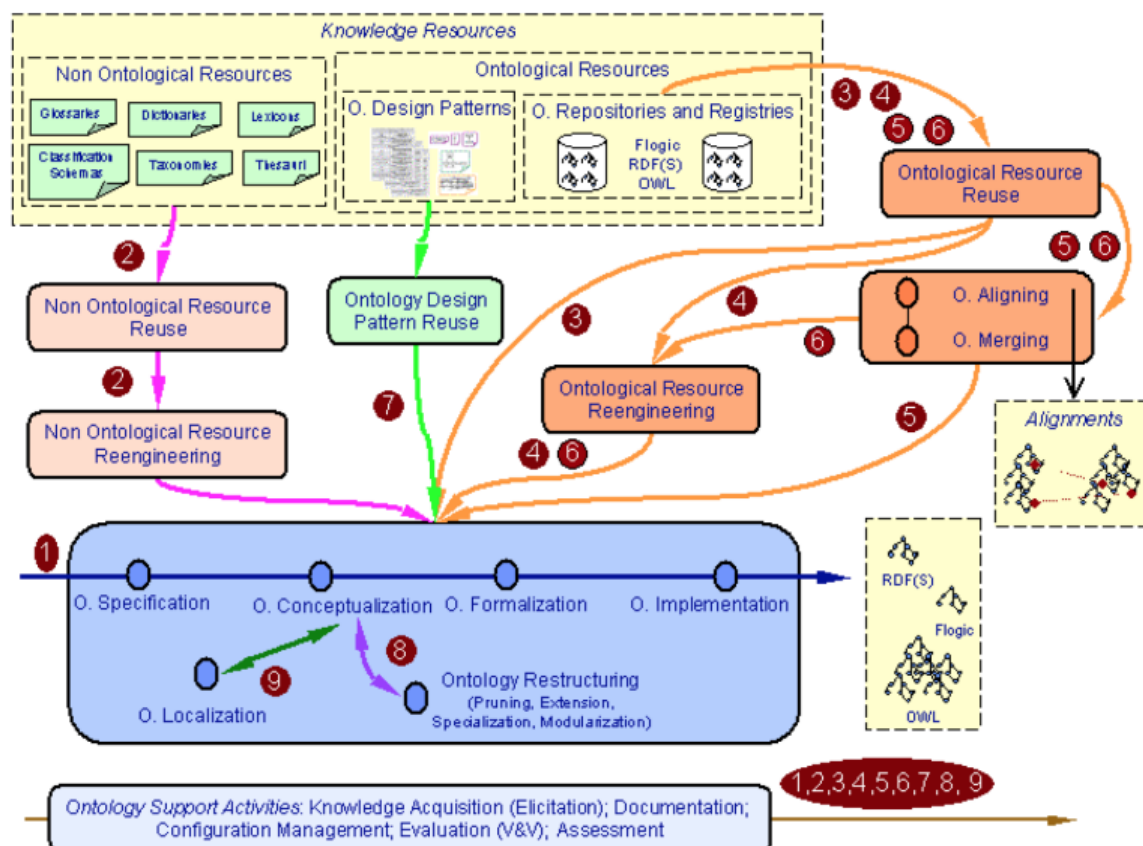 Knowledge Resources
Non Ontological Resources
Glossaries
Dictionaries
Lexicons
Classification
Schemas
Taxonomies
Thesauri
Ontological Resources
O. Design Patterns
O. Repositories and Registries
Flogic
RDF(S)
OWL
3
4
5
6
Ontological Resource
Reuse
5
6
2
Non Ontological Resource
Reuse
Ontology Design
Pattern Reuse
3
4
O. Aligning
O. Merging
6
2
7
Ontological Resource
Reengineering
5
Non Ontological Resource
Reengineering
4
6
Alignments
1
O. Specification
O. Conceptualization
O. Formalization
O. Implementation
RDF(S)
Flogic
OWL
8
9
O. Localization
Ontology Restructuring
(Pruning, Extension,
Specialization, Modularization)
1,2,3,4,5,6,7,8, 9
Ontology Support Activities: Knowledge Acquisition (Elicitation); Documentation;
Configuration Management; Evaluation (V&V); Assessment